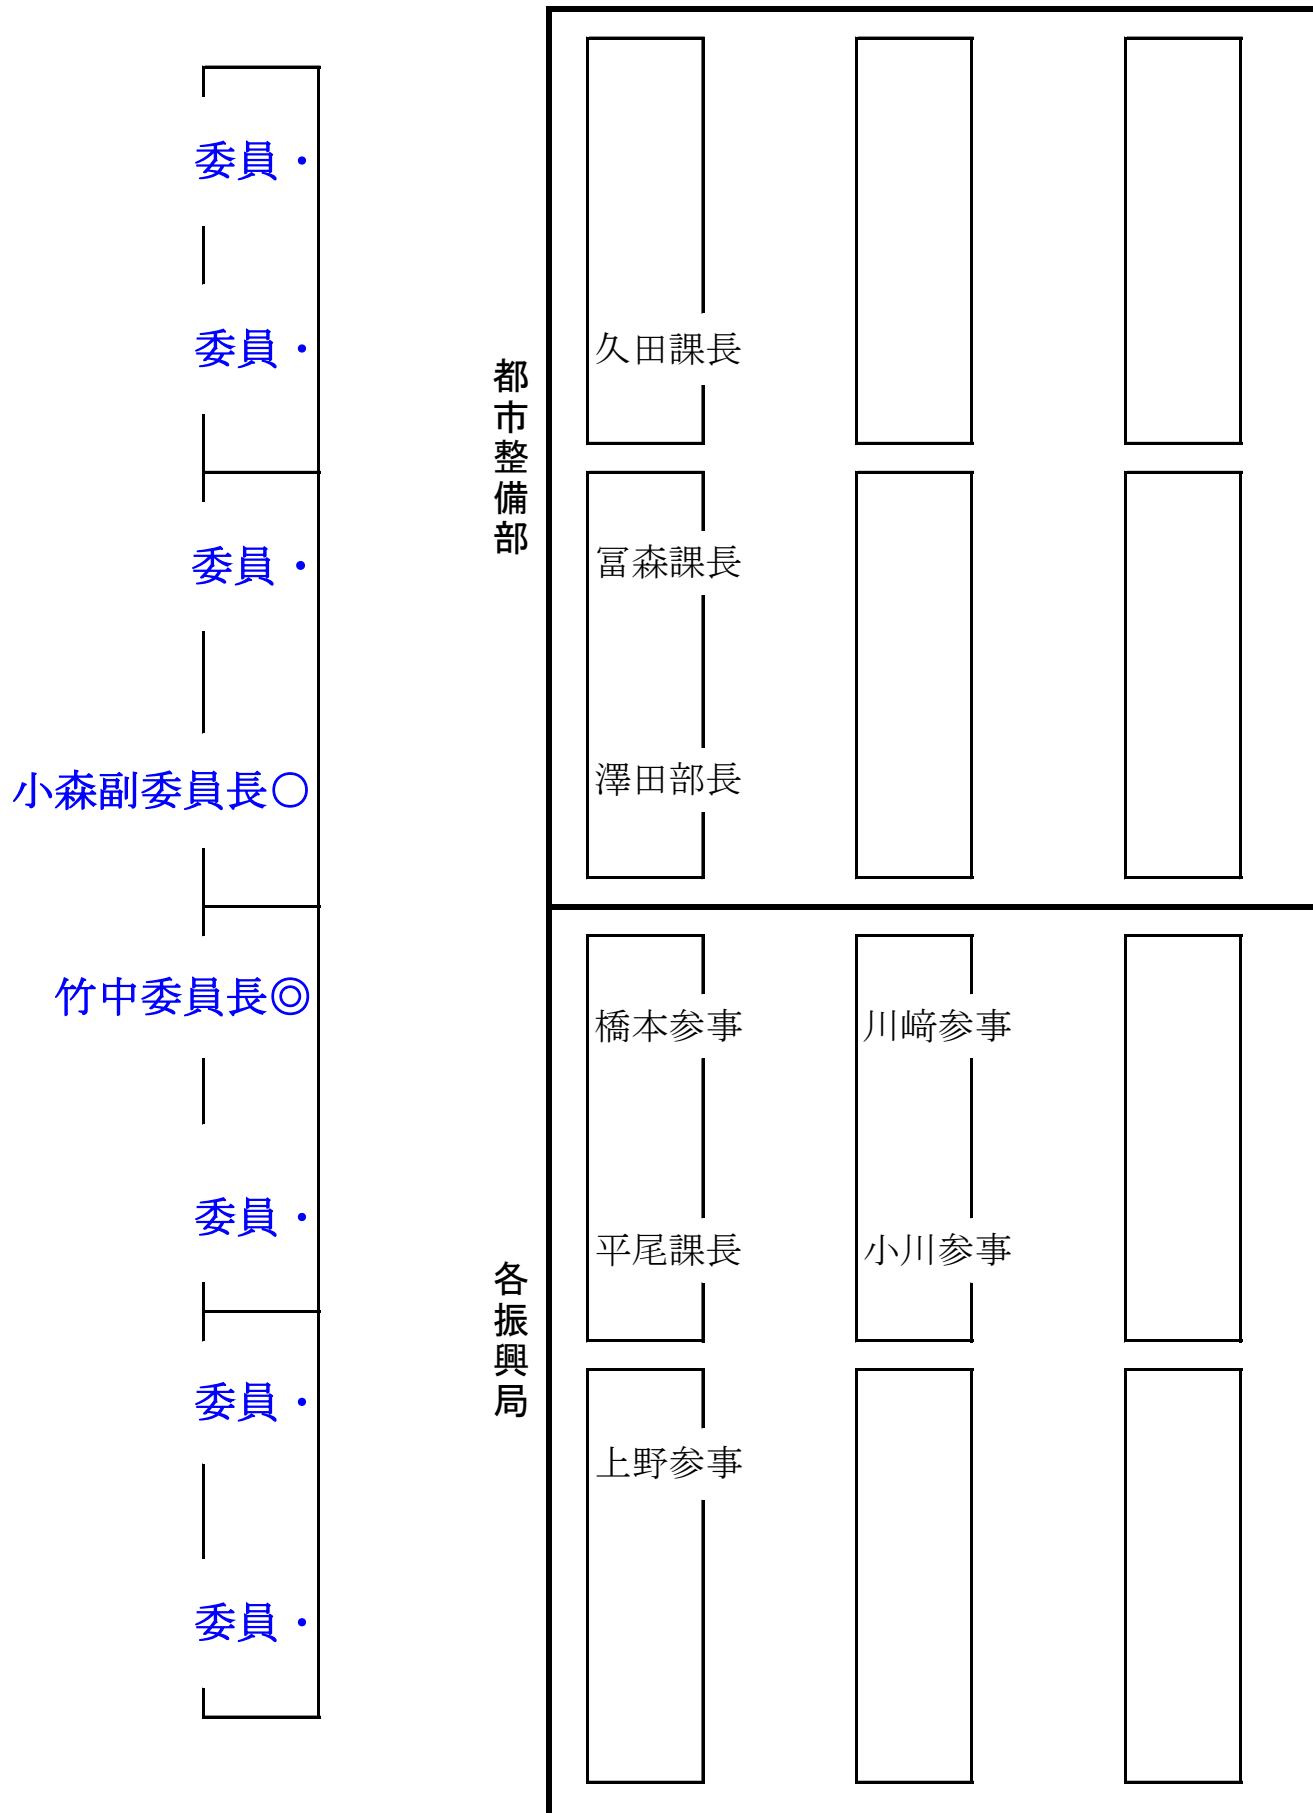 委員・
委員・
委員・
小森副委員長○
竹中委員長◎
委員・
委員・
委員・
都市整備部
久田課長
冨森課長
澤田部長
各振興局
橋本参事
川﨑参事
平尾課長
小川参事
上野参事